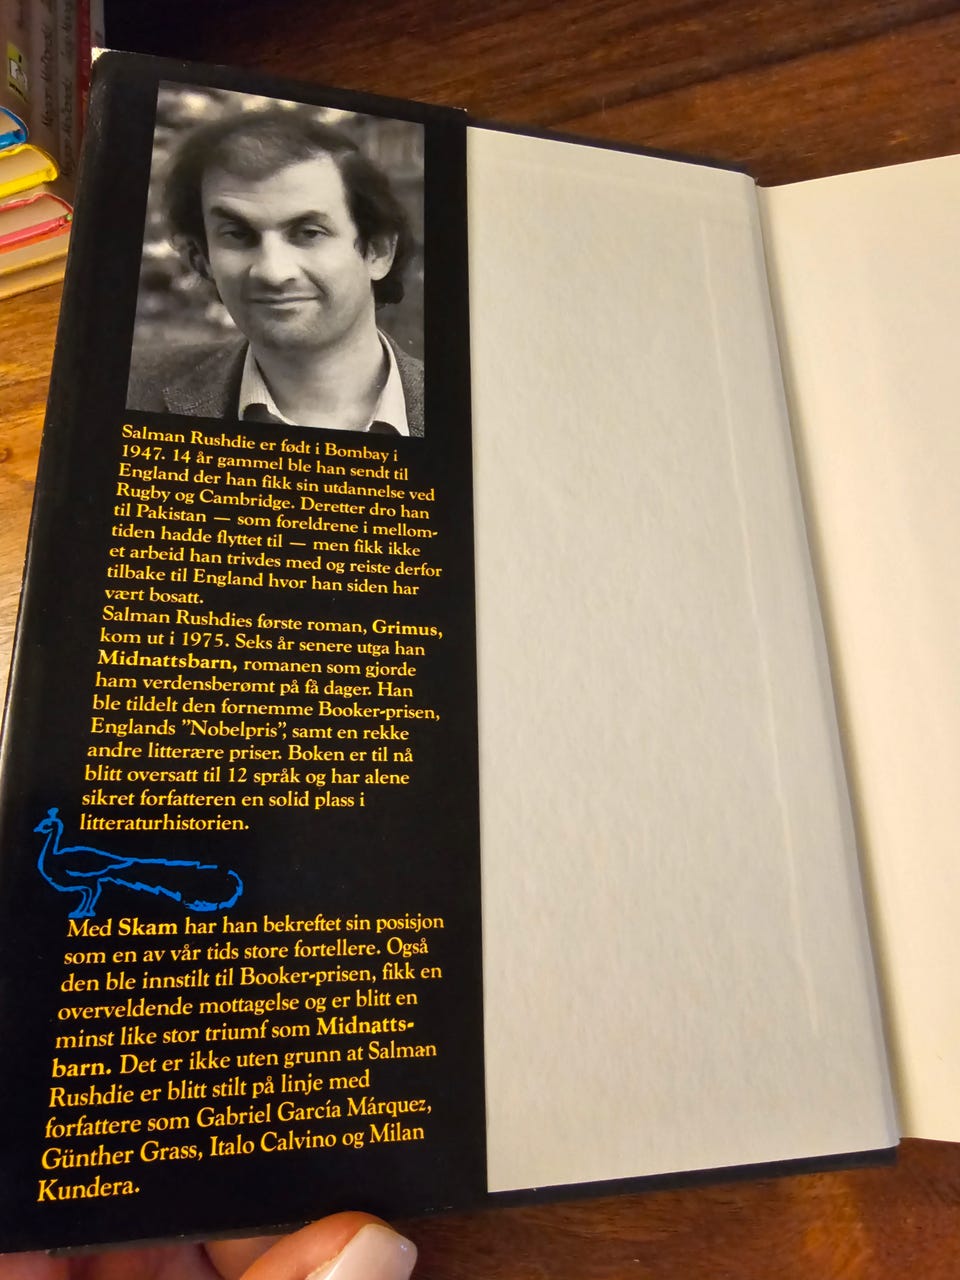 Salman Rushdie er født i Bombay i
1947. 14 år gammel ble han sendt til
England der han fikk sin utdannelse ved
Rugby og Cambridge. Deretter dro han
til Pakistan — som foreldrene i mellom-
tiden hadde flyttet til — men fikk ikke
et arbeid han trivdes med og reiste derfor
tilbake til England hvor han siden har
vært bosatt.
Salman Rushdies første roman, Grimus,
kom ut i 1975. Seks år senere utga han
Midnattsbarn, romanen som gjorde
ham verdensberømt på få dager. Han
ble tildelt den fornemme Booker-prisen,
Englands ”Nobelpris”, samt en rekke
andre litterære priser. Boken er til nå
blitt oversatt til 12 språk og har alene
sikret forfatteren en solid plass i
litteraturhistorien.
Med Skam har han bekreftet sin posisjon
som en av vår tids store fortellere. Også
den ble innstilt til Booker-prisen, fikk en
overveldende mottagelse og er blitt en
minst like stor triumf som Midnatts-
barn. Det er ikke uten grunn at Salman
Rushdie er blitt stilt på linje med
forfattere som Gabriel García Márquez,
Günther Grass, Italo Calvino og Milan
Kundera.